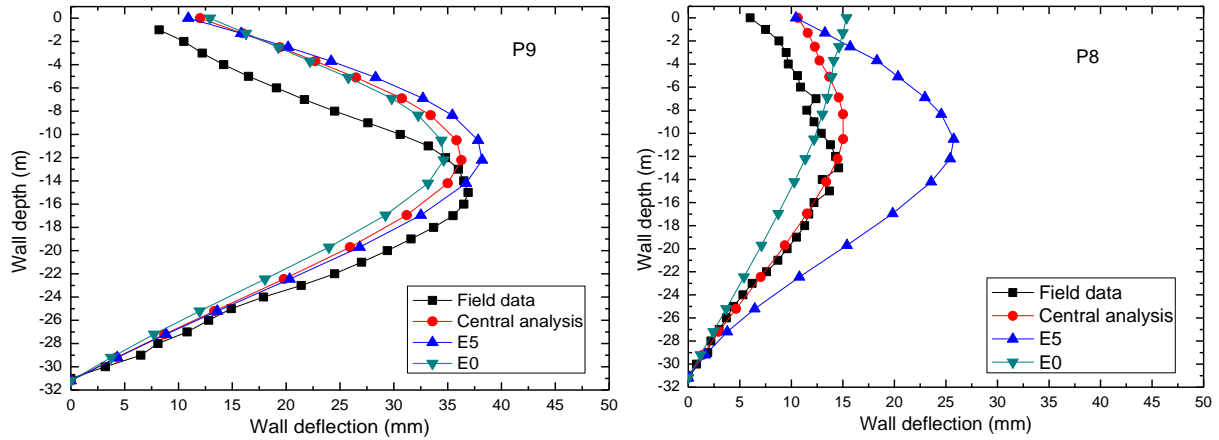 P9
0
-2
-4
-6
-8
-10
-12
-14
-16
-18
-20
-22
-24
-26
-28
-30
-32
Wall depth (m)
Field data
Central analysis
E5
E0
0 5 10 15 20 25 30 35 40 45 50
Wall deflection (mm)
P8
0
-2
-4
-6
-8
-10
-12
-14
-16
-18
-20
-22
-24
-26
-28
-30
-32
Wall depth (m)
Field data
Central analysis
E5
E0
0 5 10 15 20 25 30 35 40 45 50
Wall deflection (mm)